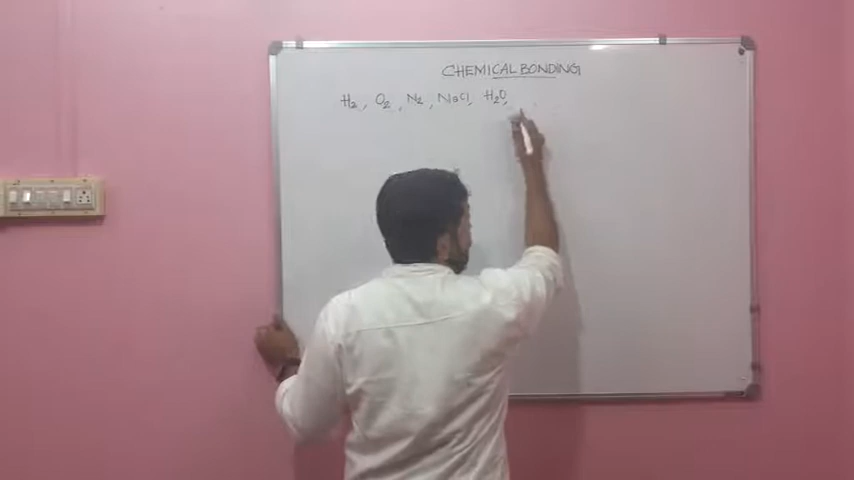 CHEMICAL BONDING
H₂, O₂, N₂, NaCl, H₂O,